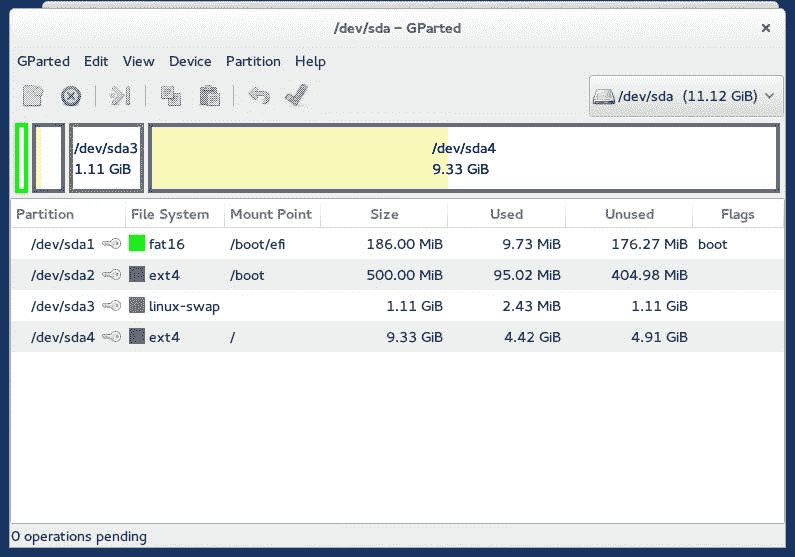 /dev/sda – GParted
GParted Edit View Device Partition Help
/dev/sda (11.12 GiB)
/dev/sda3 /dev/sda4
1.11 GiB 9.33 GiB
Partition File System Mount Point Size Used Unused Flags
/dev/sda1 fat16 /boot/efi 186.00 MiB 9.73 MiB 176.27 MiB boot
/dev/sda2 ext4 /boot 500.00 MiB 95.02 MiB 404.98 MiB
/dev/sda3 linux-swap 1.11 GiB 2.43 MiB 1.11 GiB
/dev/sda4 ext4 / 9.33 GiB 4.42 GiB 4.91 GiB
0 operations pending